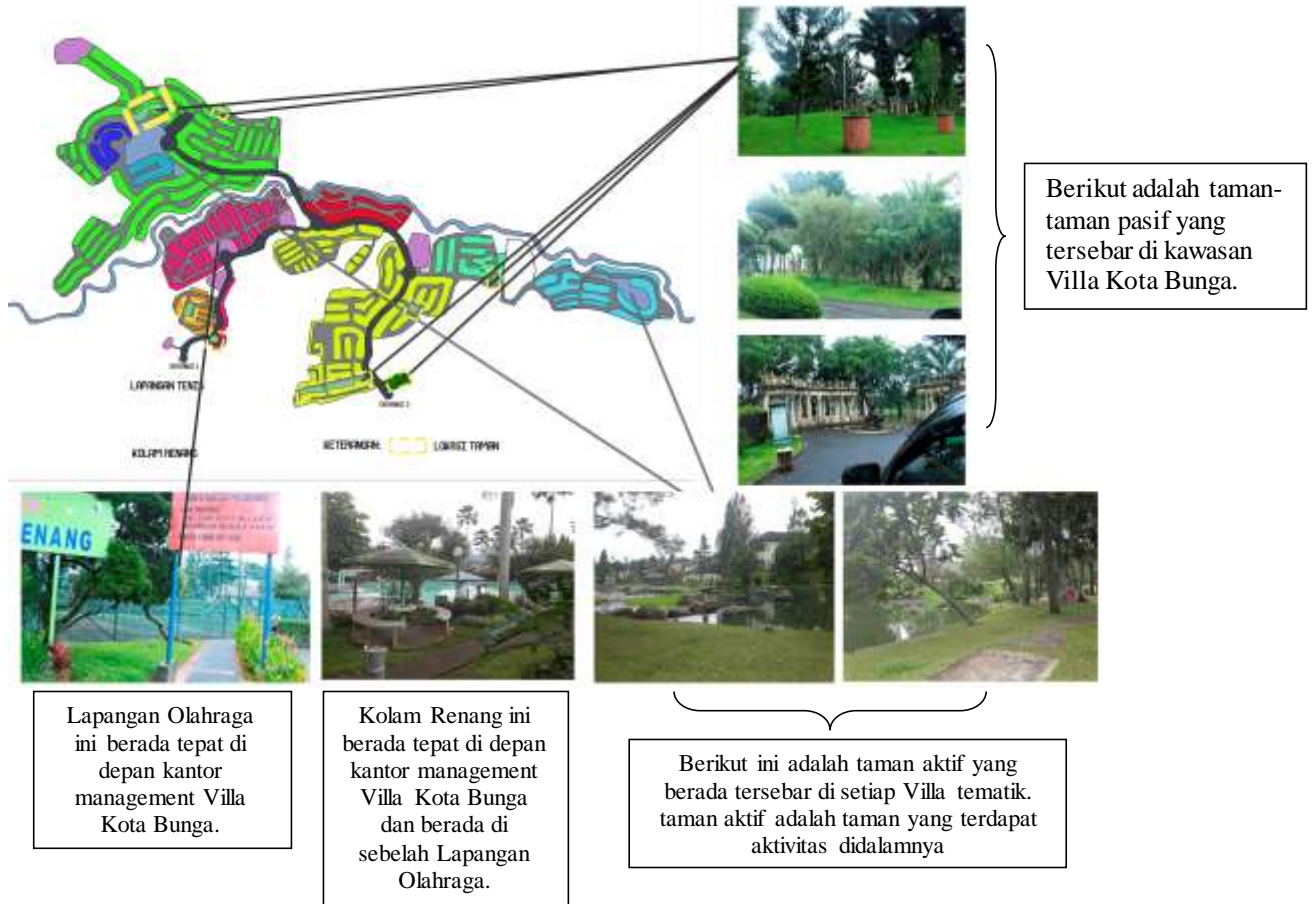 Berikut adalah taman-
taman pasif yang
tersebar di kawasan
Villa Kota Bunga.
LAPANGAN TENIS
KOLAM RENANG
KETERANGAN:
LOKASI TAMAN
ENANG
Lapangan Olahraga
ini berada tepat di
depan kantor
management Villa
Kota Bunga.
Kolam Renang ini
berada tepat di depan
kantor management
Villa Kota Bunga
dan berada di
sebelah Lapangan
Olahraga.
Berikut ini adalah taman aktif yang
berada tersebar di setiap Villa tematik.
taman aktif adalah taman yang terdapat
aktivitas didalamnya